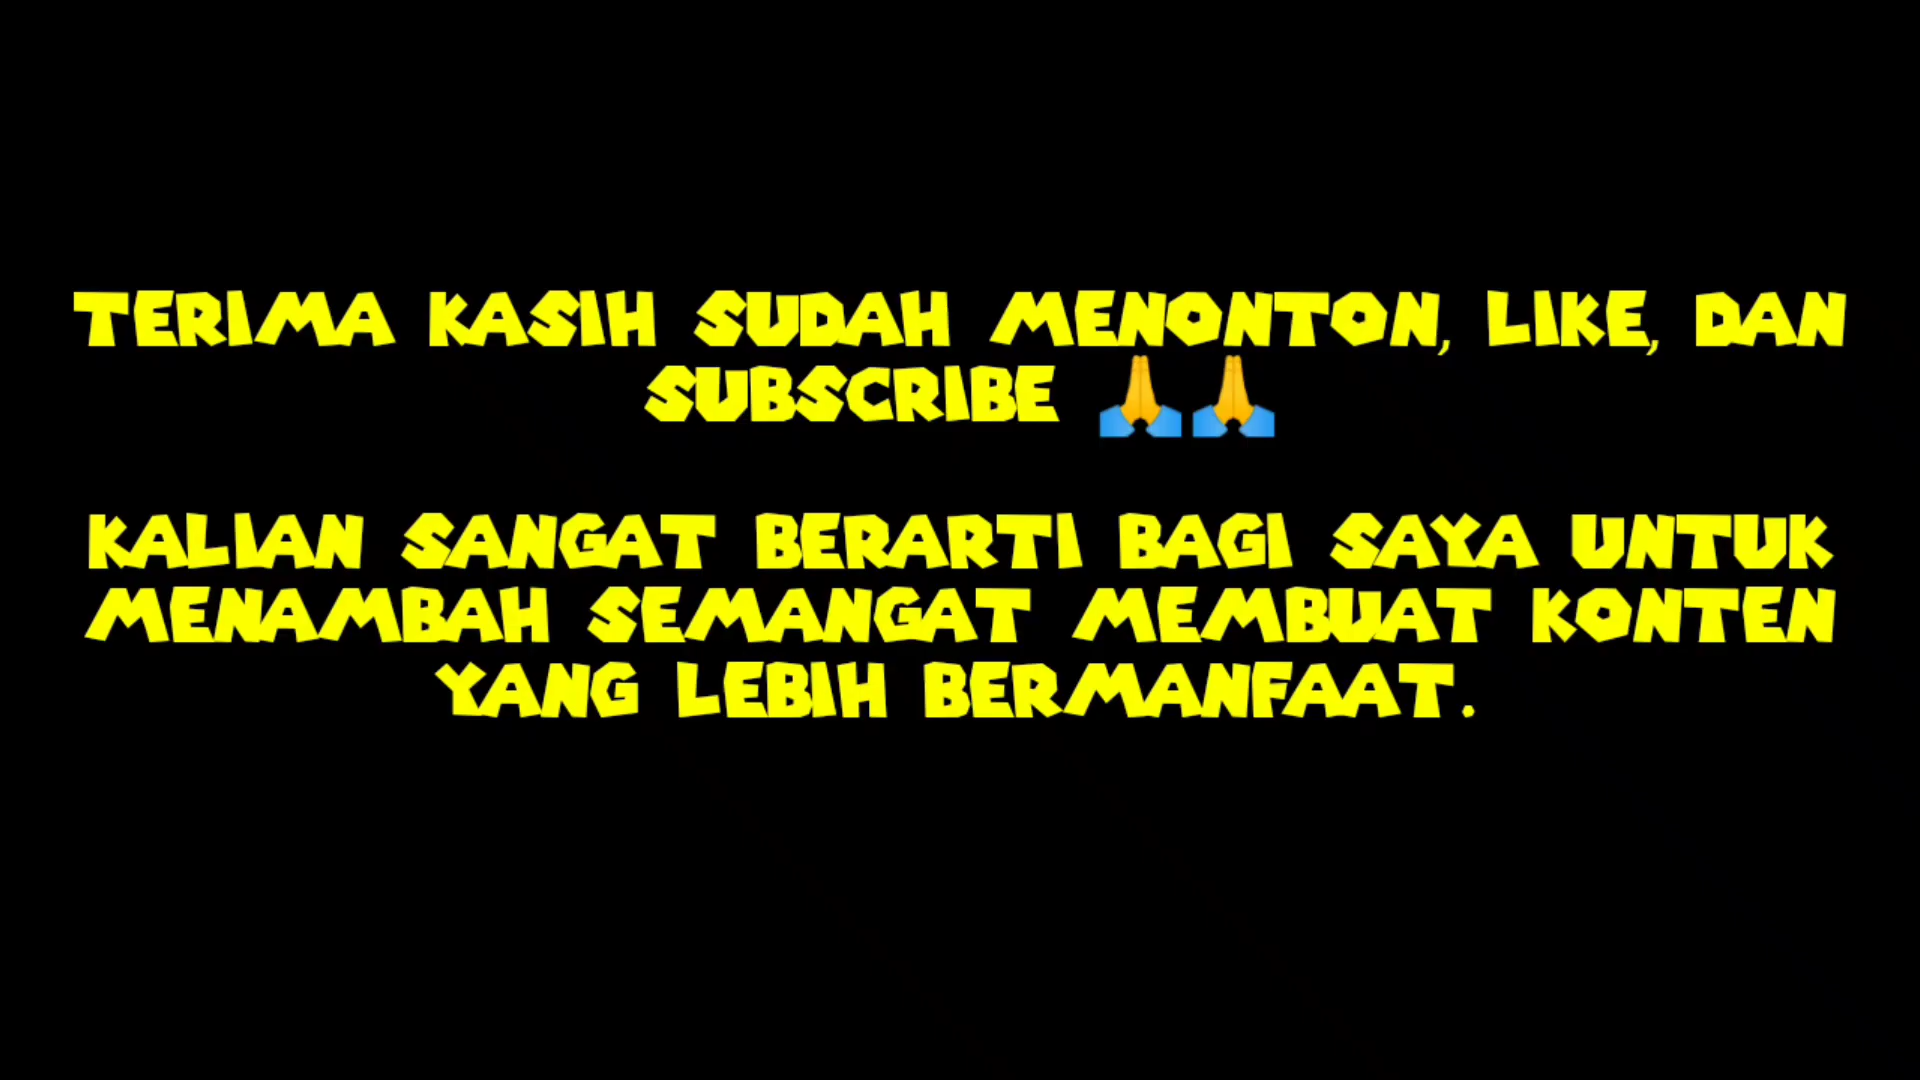 TERIMA KASIH SUDAH MENONTON, LIKE, DAN
SUBSCRIBE 🙏🙏
KALIAN SANGAT BERARTI BAGI SAYA UNTUK
MENAMBAH SEMANGAT MEMBUAT KONTEN
YANG LEBIH BERMANFAAT.